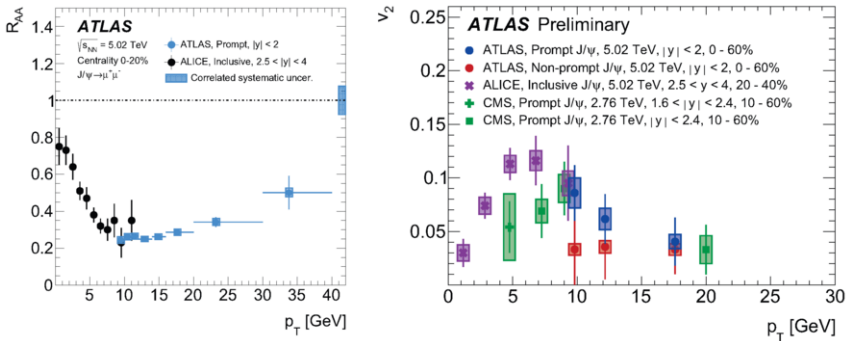 R_AA
ATLAS
√s_NN = 5.02 TeV
Centrality 0-20%
J/ψ→μ⁺μ⁻
ATLAS, Prompt, |y| < 2
ALICE, Inclusive, 2.5 < |y| < 4
Correlated systematic uncer.
1.4
1.2
1
0.8
0.6
0.4
0.2
0
5 10 15 20 25 30 35 40
p_T [GeV]
v_2
ATLAS Preliminary
ATLAS, Prompt J/ψ, 5.02 TeV, |y| < 2, 0 - 60%
ATLAS, Non-prompt J/ψ, 5.02 TeV, |y| < 2, 0 - 60%
ALICE, Inclusive J/ψ, 5.02 TeV, 2.5 < y < 4, 20 - 40%
CMS, Prompt J/ψ, 2.76 TeV, 1.6 < |y| < 2.4, 10 - 60%
CMS, Prompt J/ψ, 2.76 TeV, |y| < 2.4, 10 - 60%
0.25
0.2
0.15
0.1
0.05
0 5 10 15 20 25 30
p_T [GeV]